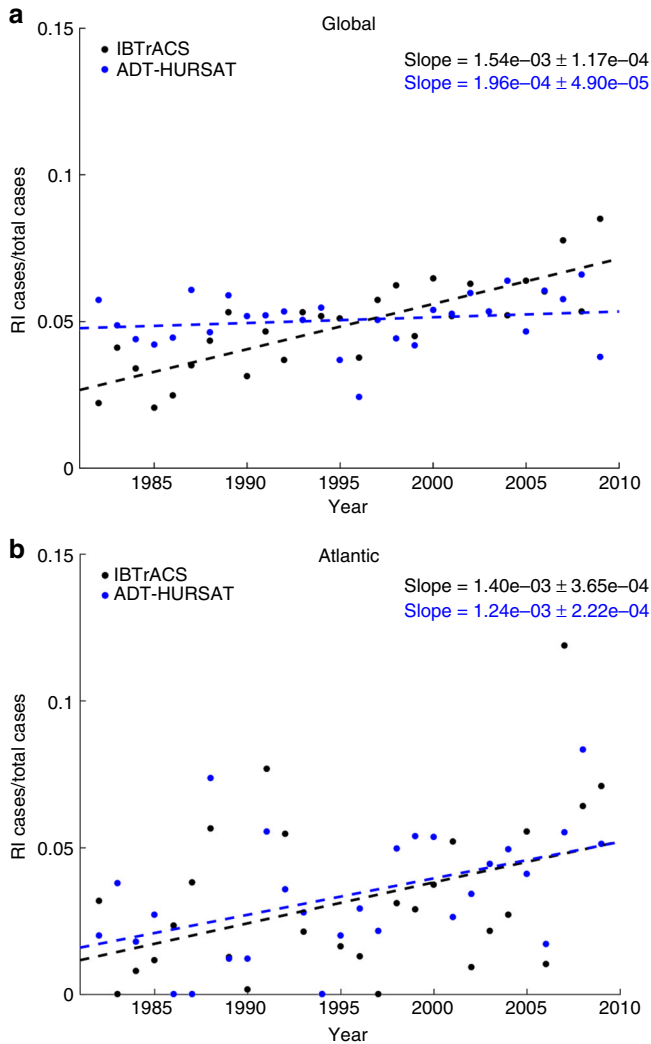 a
Global
IBTrACS
ADT-HURSAT
Slope = 1.54e–03 ± 1.17e–04
Slope = 1.96e–04 ± 4.90e–05
RI cases/total cases
0.15
0.1
0.05
0
1985 1990 1995 2000 2005 2010
Year
b
Atlantic
IBTrACS
ADT-HURSAT
Slope = 1.40e–03 ± 3.65e–04
Slope = 1.24e–03 ± 2.22e–04
RI cases/total cases
0.15
0.1
0.05
0
1985 1990 1995 2000 2005 2010
Year